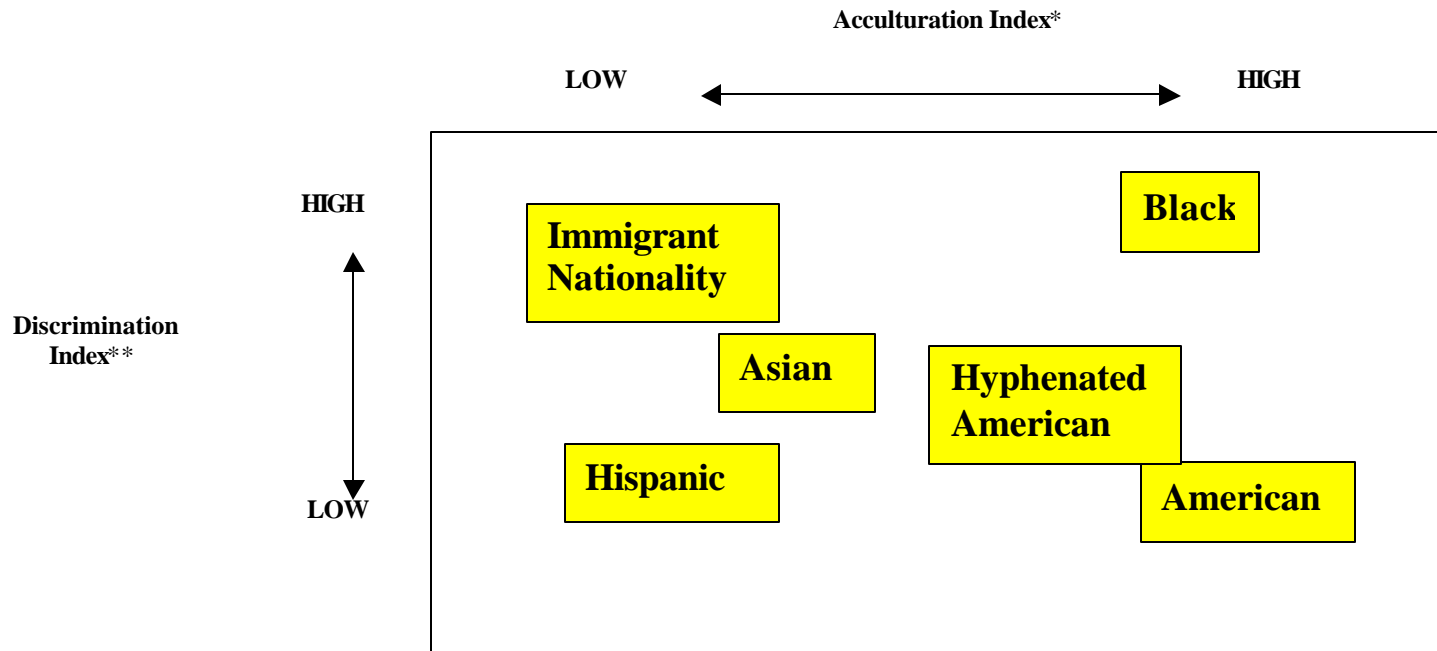 Acculturation Index*
LOW
HIGH
HIGH
Black
Immigrant
Nationality
Discrimination
Index**
Asian
Hyphenated
American
Hispanic
LOW
American